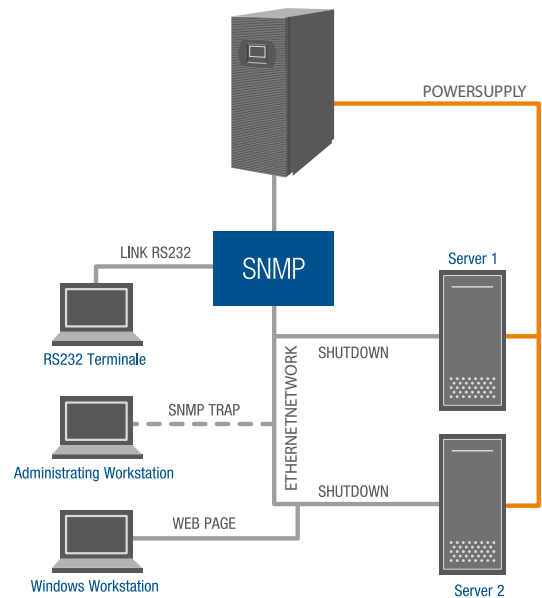 POWERSUPPLY
LINK RS232
SNMP
Server 1
RS232 Terminale
SHUTDOWN
ETHERNETNETWORK
SNMP TRAP
Administrating Workstation
SHUTDOWN
WEB PAGE
Windows Workstation
Server 2